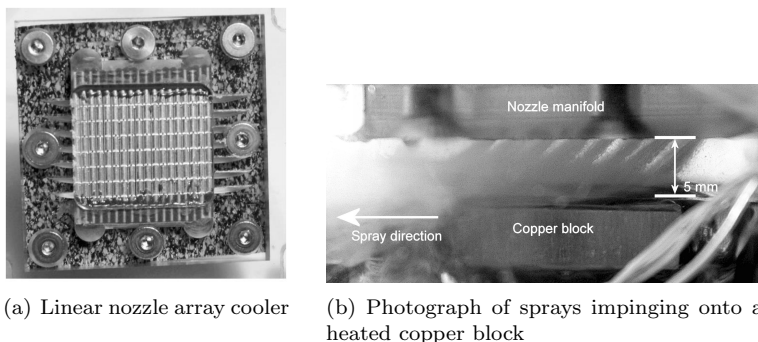 Nozzle manifold
5 mm
Spray direction
Copper block
(a) Linear nozzle array cooler
(b) Photograph of sprays impinging onto a
heated copper block